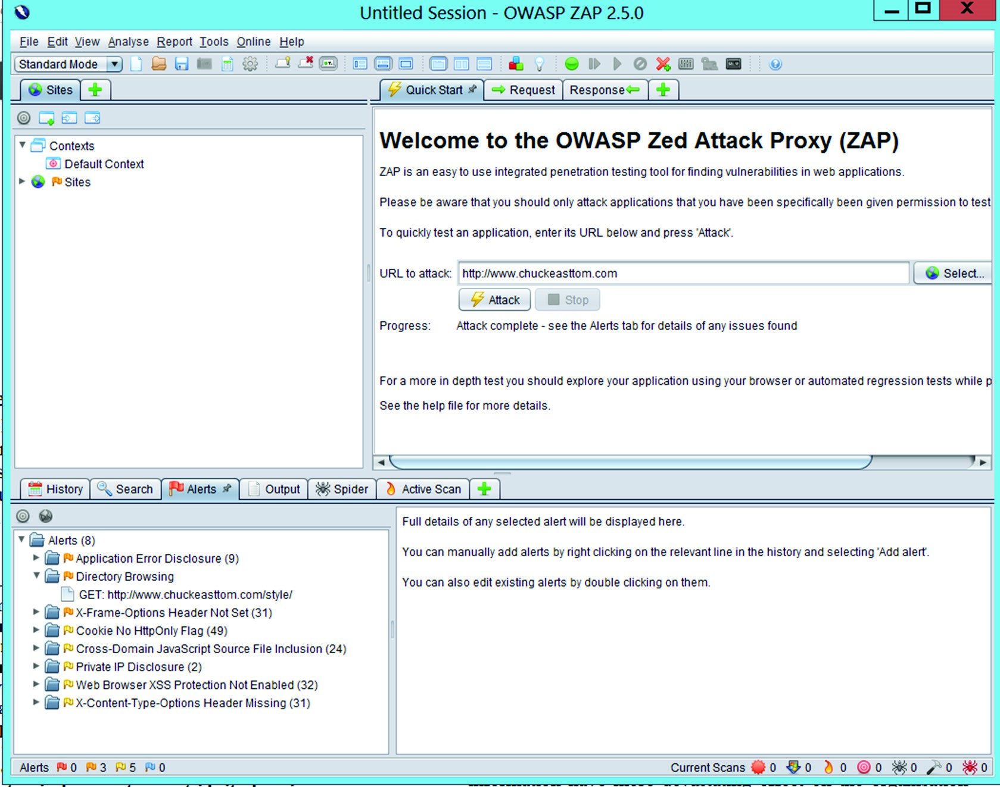 Untitled Session - OWASP ZAP 2.5.0
File Edit View Analyse Report Tools Online Help
Standard Mode
Sites
Quick Start
Request
Response
Contexts
Default Context
Sites
Welcome to the OWASP Zed Attack Proxy (ZAP)
ZAP is an easy to use integrated penetration testing tool for finding vulnerabilities in web applications.
Please be aware that you should only attack applications that you have been specifically been given permission to test
To quickly test an application, enter its URL below and press 'Attack'.
URL to attack: http://www.chuckeasttom.com Select...
Attack Stop
Progress: Attack complete - see the Alerts tab for details of any issues found
For a more in depth test you should explore your application using your browser or automated regression tests while p
See the help file for more details.
History Search Alerts Output Spider Active Scan
Alerts (8)
Application Error Disclosure (9)
Directory Browsing
GET: http://www.chuckeasttom.com/style/
X-Frame-Options Header Not Set (31)
Cookie No HttpOnly Flag (49)
Cross-Domain JavaScript Source File Inclusion (24)
Private IP Disclosure (2)
Web Browser XSS Protection Not Enabled (32)
X-Content-Type-Options Header Missing (31)
Full details of any selected alert will be displayed here.
You can manually add alerts by right clicking on the relevant line in the history and selecting 'Add alert'.
You can also edit existing alerts by double clicking on them.
Alerts 0 3 5 0
Current Scans 0 0 0 0 0 0 0